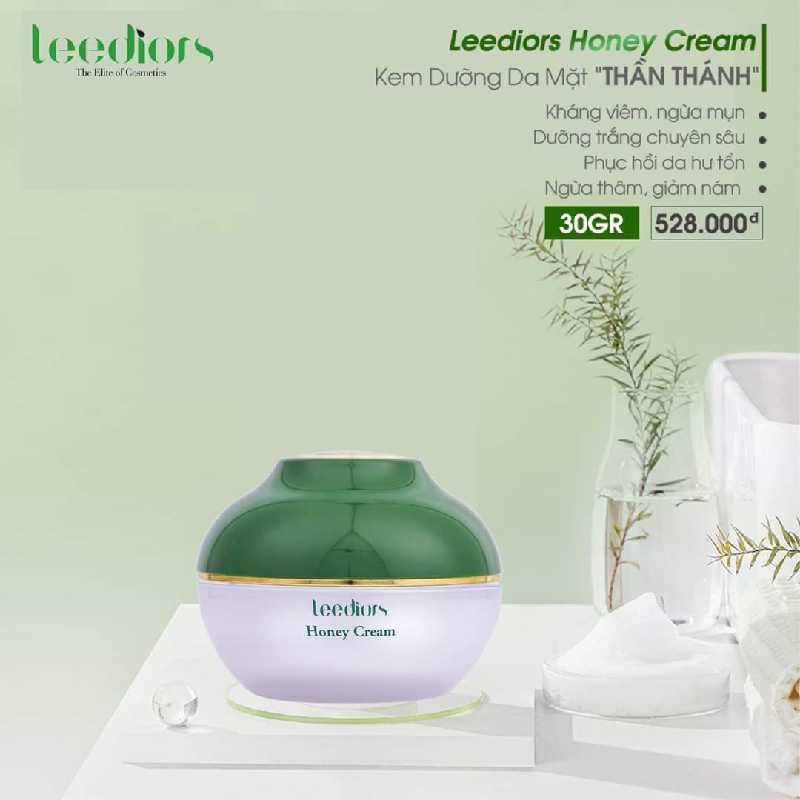 Leediors
The Elite of Cosmetics
Leediors Honey Cream
Kem Dưỡng Da Mặt "THẦN THÁNH"
Kháng viêm, ngừa mụn
Dưỡng trắng chuyên sâu
Phục hồi da hư tổn
Ngừa thâm, giảm nám
30GR 528.000đ
Leediors
Honey Cream